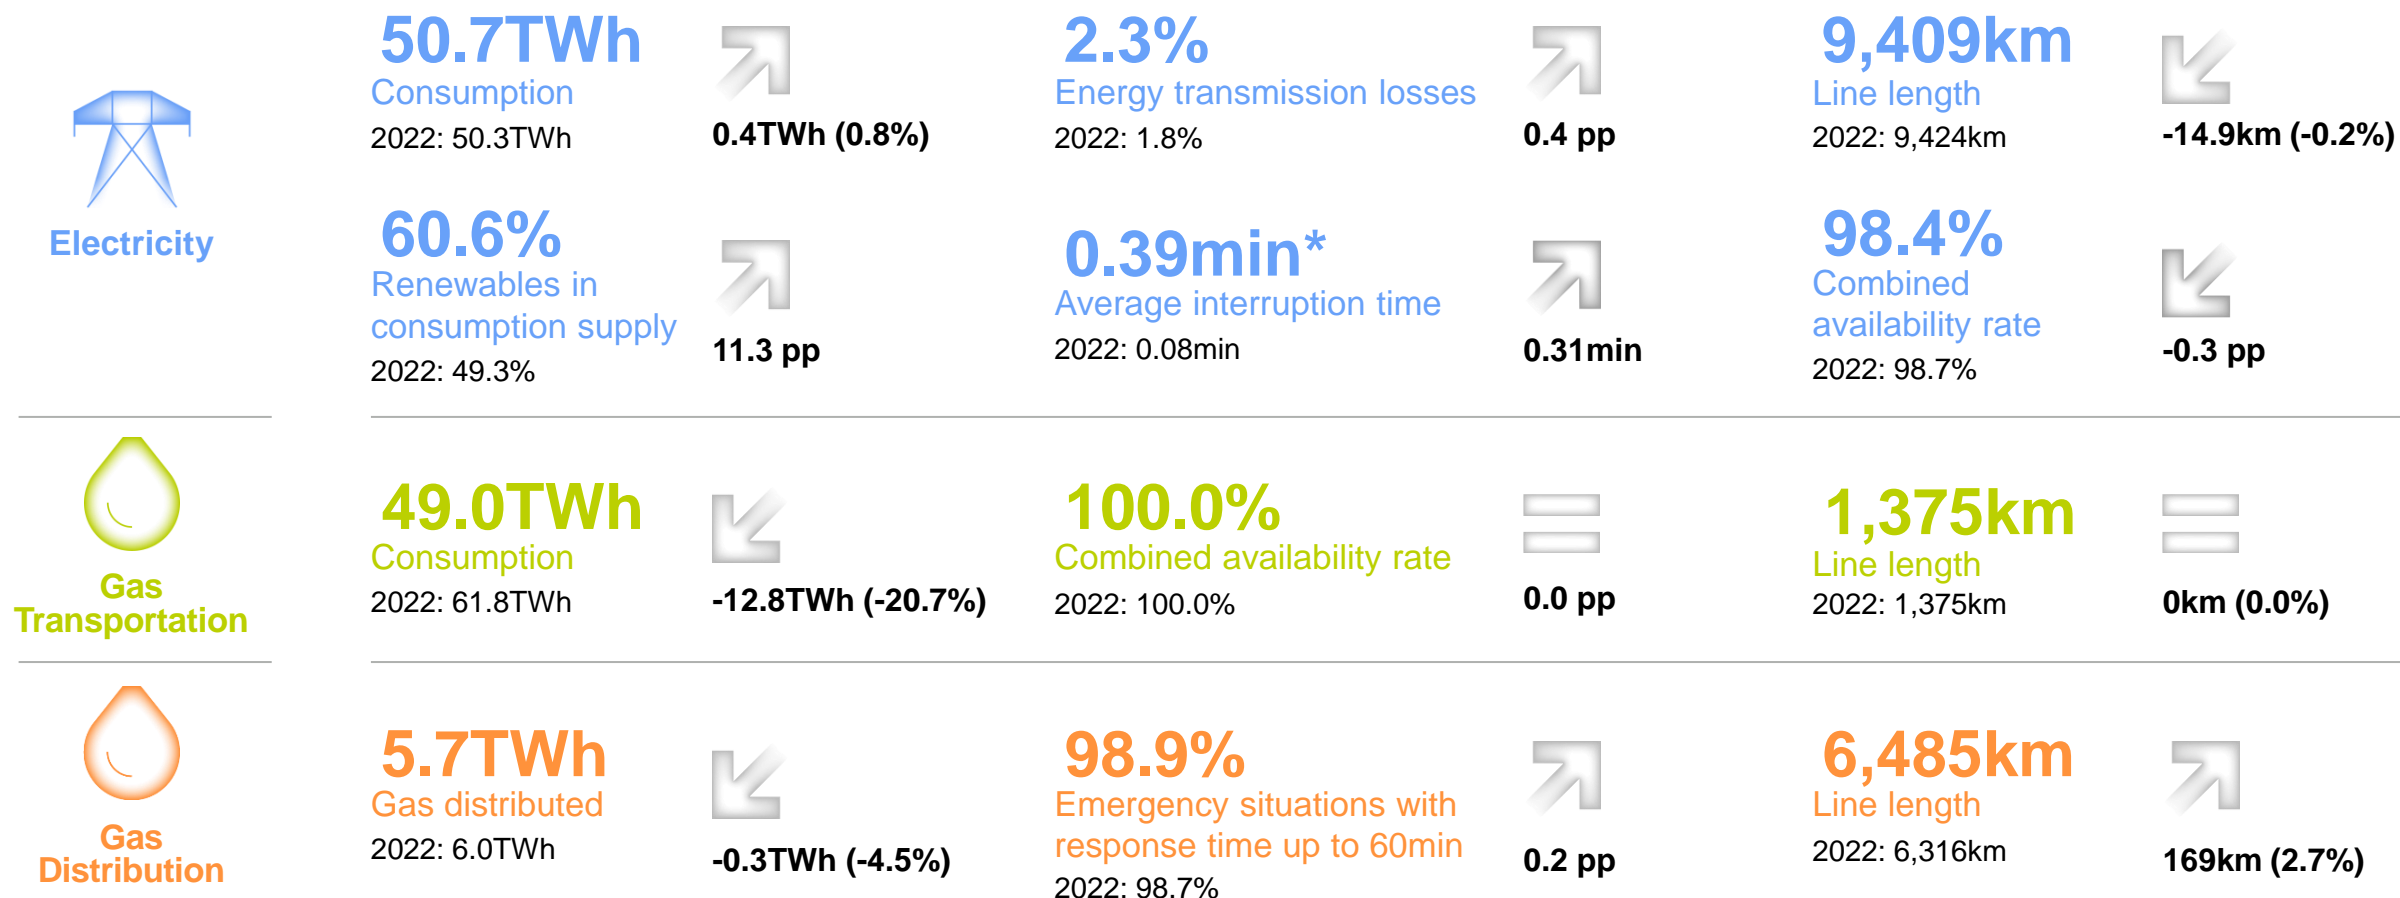 Electricity
50.7TWh
Consumption
2022: 50.3TWh
0.4TWh (0.8%)
2.3%
Energy transmission losses
2022: 1.8%
0.4 pp
9,409km
Line length
2022: 9,424km
-14.9km (-0.2%)
60.6%
Renewables in
consumption supply
2022: 49.3%
11.3 pp
0.39min*
Average interruption time
2022: 0.08min
0.31min
98.4%
Combined
availability rate
2022: 98.7%
-0.3 pp
Gas
Transportation
49.0TWh
Consumption
2022: 61.8TWh
-12.8TWh (-20.7%)
100.0%
Combined availability rate
2022: 100.0%
0.0 pp
1,375km
Line length
2022: 1,375km
0km (0.0%)
Gas
Distribution
5.7TWh
Gas distributed
2022: 6.0TWh
-0.3TWh (-4.5%)
98.9%
Emergency situations with
response time up to 60min
2022: 98.7%
0.2 pp
6,485km
Line length
2022: 6,316km
169km (2.7%)